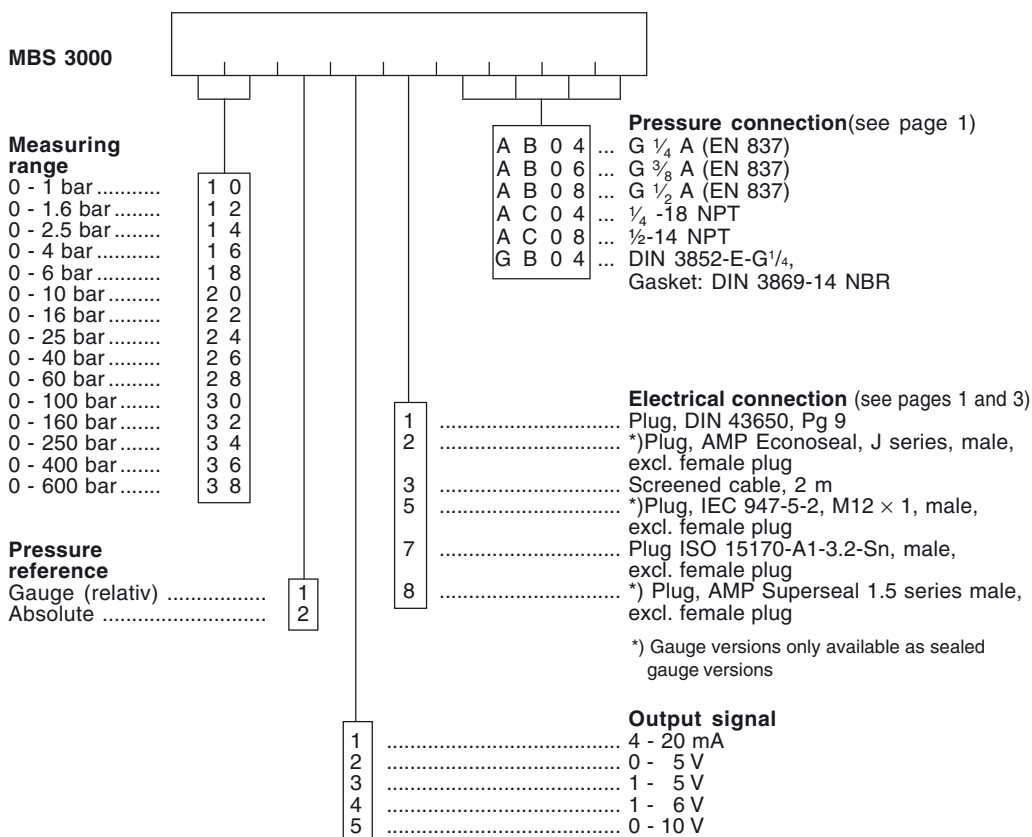 MBS 3000
Pressure connection(see page 1)
A B 0 4 ... G ¼ A (EN 837)
A B 0 6 ... G ⅜ A (EN 837)
A B 0 8 ... G ½ A (EN 837)
A C 0 4 ... ¼ -18 NPT
A C 0 8 ... ½-14 NPT
G B 0 4 ... DIN 3852-E-G¼,
Gasket: DIN 3869-14 NBR
Measuring
range
0 - 1 bar ........... 1 0
0 - 1.6 bar ........ 1 2
0 - 2.5 bar ........ 1 4
0 - 4 bar ........... 1 6
0 - 6 bar ........... 1 8
0 - 10 bar ......... 2 0
0 - 16 bar ......... 2 2
0 - 25 bar ......... 2 4
0 - 40 bar ......... 2 6
0 - 60 bar ......... 2 8
0 - 100 bar ....... 3 0
0 - 160 bar ....... 3 2
0 - 250 bar ....... 3 4
0 - 400 bar ....... 3 6
0 - 600 bar ....... 3 8
Electrical connection (see pages 1 and 3)
1 ............................... Plug, DIN 43650, Pg 9
2 ............................... *)Plug, AMP Econoseal, J series, male,
excl. female plug
3 ............................... Screened cable, 2 m
5 ............................... *)Plug, IEC 947-5-2, M12 × 1, male,
excl. female plug
7 ............................... Plug ISO 15170-A1-3.2-Sn, male,
excl. female plug
8 ............................... *) Plug, AMP Superseal 1.5 series male,
excl. female plug
*) Gauge versions only available as sealed
gauge versions
Pressure
reference
Gauge (relativ) ................. 1
Absolute ............................ 2
Output signal
1 ........................................ 4 - 20 mA
2 ........................................ 0 - 5 V
3 ........................................ 1 - 5 V
4 ........................................ 1 - 6 V
5 ........................................ 0 - 10 V